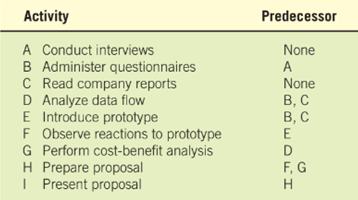 Activity Predecessor
A Conduct interviews None
B Administer questionnaires A
C Read company reports None
D Analyze data flow B, C
E Introduce prototype B, C
F Observe reactions to prototype E
G Perform cost-benefit analysis D
H Prepare proposal F, G
I Present proposal H